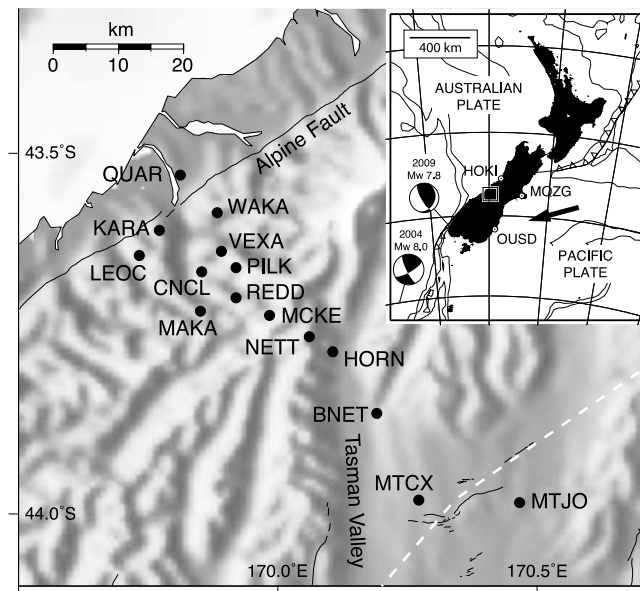 km
0 10 20
43.5°S
44.0°S
170.0°E
170.5°E
Alpine Fault
QUAR
WAKA
KARA
VEXA
LEOC
PILK
CNCL
REDD
MAKA
MCKE
NETT
HORN
BNET
MTCX
MTJO
Tasman Valley
400 km
AUSTRALIAN
PLATE
2009
Mw 7.8
HOKI
MQZG
OUSD
2004
Mw 8.0
PACIFIC
PLATE